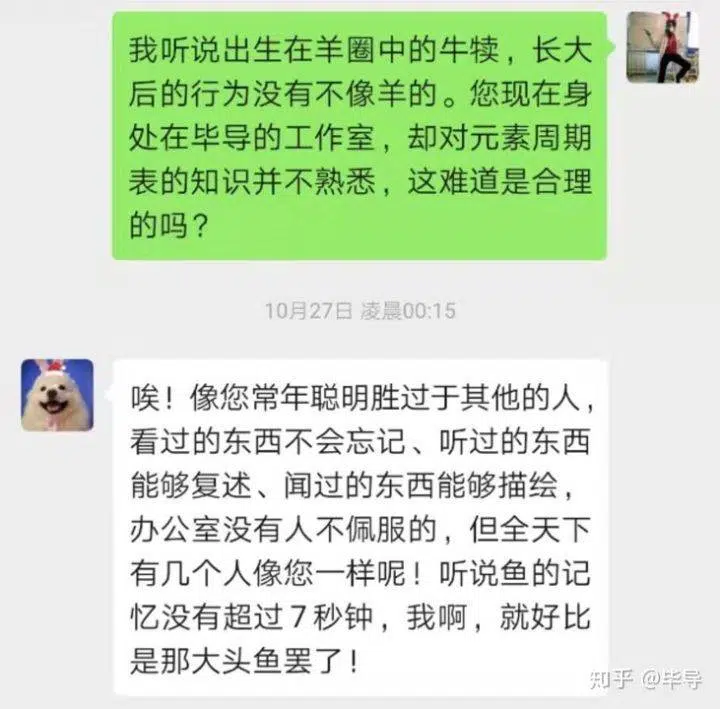 我听说出生在羊圈中的牛犊，长大
后的行为没有不像羊的。您现在身
处在毕导的工作室，却对元素周期
表的知识并不熟悉，这难道是合理
的吗？
10月27日 凌晨00:15
唉！像您常年聪明胜过于其他的人，
看过的东西不会忘记、听过的东西
能够复述、闻过的东西能够描绘，
办公室没有人不佩服的，但全天下
有几个人像您一样呢！听说鱼的记
忆没有超过7秒钟，我啊，就好比
是那大头鱼罢了！
知乎 @毕导